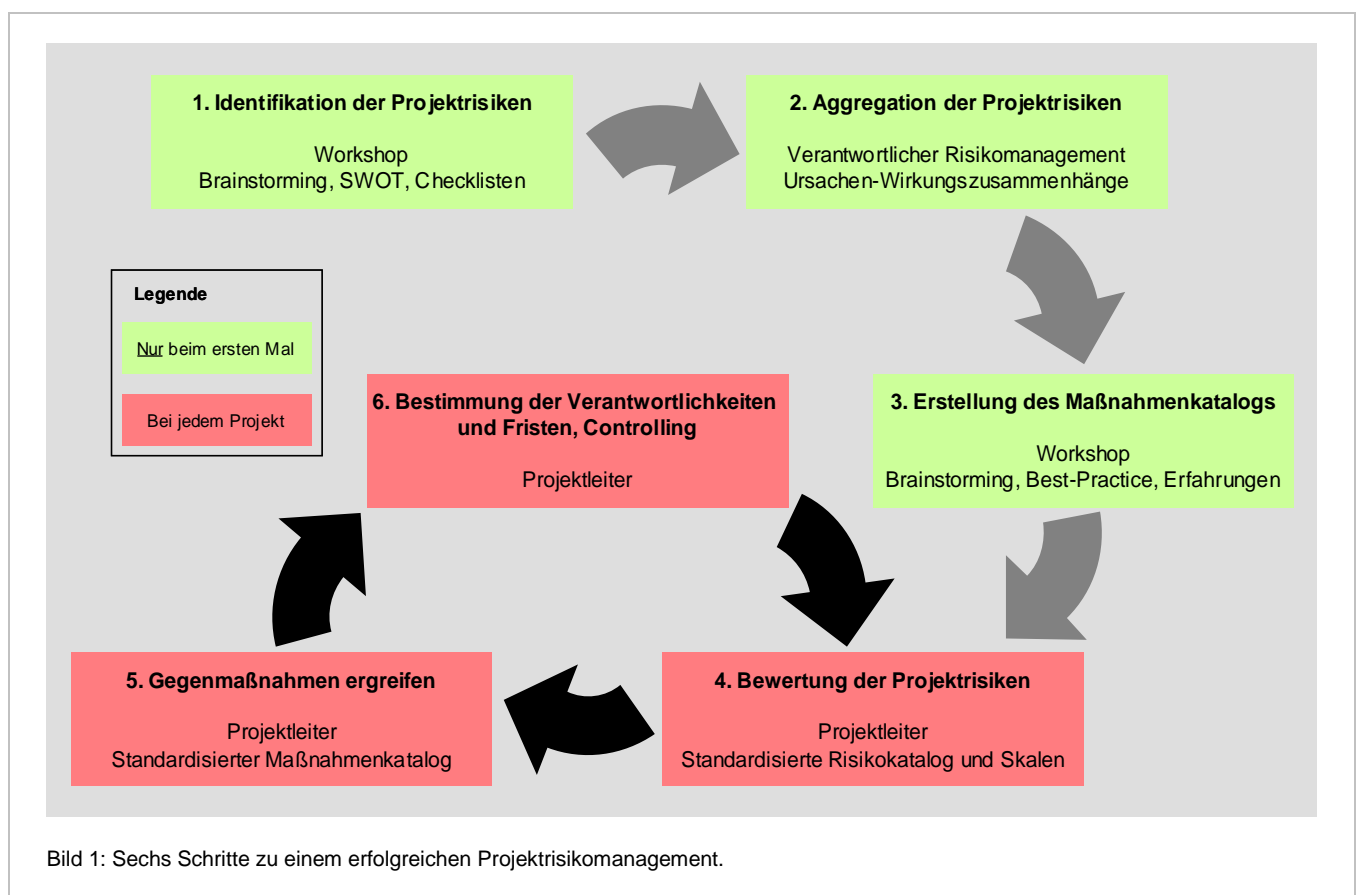 1. Identifikation der Projektrisiken
Workshop
Brainstorming, SWOT, Checklisten
2. Aggregation der Projektrisiken
Verantwortlicher Risikomanagement
Ursachen-Wirkungszusammenhänge
Legende
Nur beim ersten Mal
Bei jedem Projekt
6. Bestimmung der Verantwortlichkeiten
und Fristen, Controlling
Projektleiter
3. Erstellung des Maßnahmenkatalogs
Workshop
Brainstorming, Best-Practice, Erfahrungen
5. Gegenmaßnahmen ergreifen
Projektleiter
Standardisierter Maßnahmenkatalog
4. Bewertung der Projektrisiken
Projektleiter
Standardisierte Risikokatalog und Skalen
Bild 1: Sechs Schritte zu einem erfolgreichen Projektrisikomanagement.